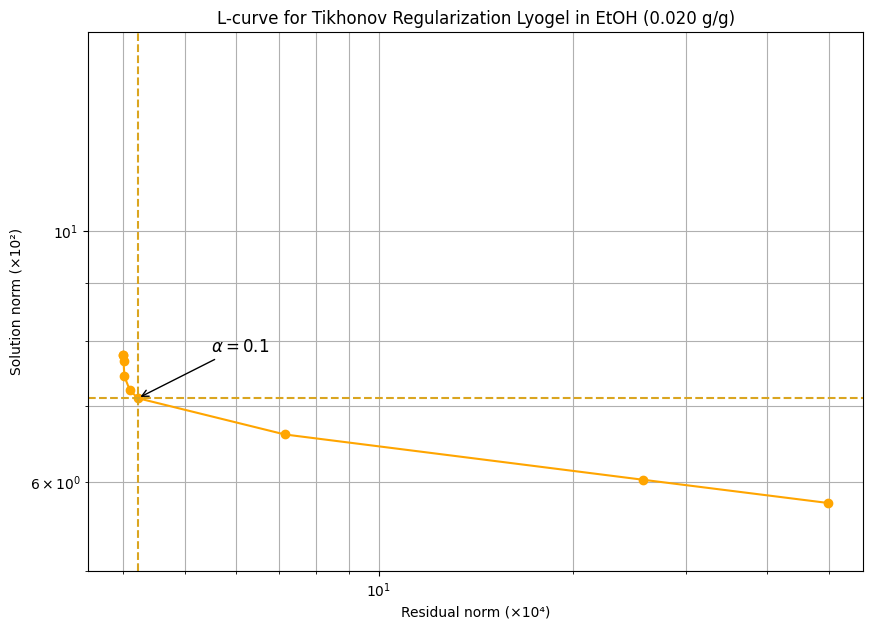 L-curve for Tikhonov Regularization Lyogel in EtOH (0.020 g/g)
Solution norm (×10²)
10¹
6 × 10⁰
α = 0.1
10¹
Residual norm (×10⁴)